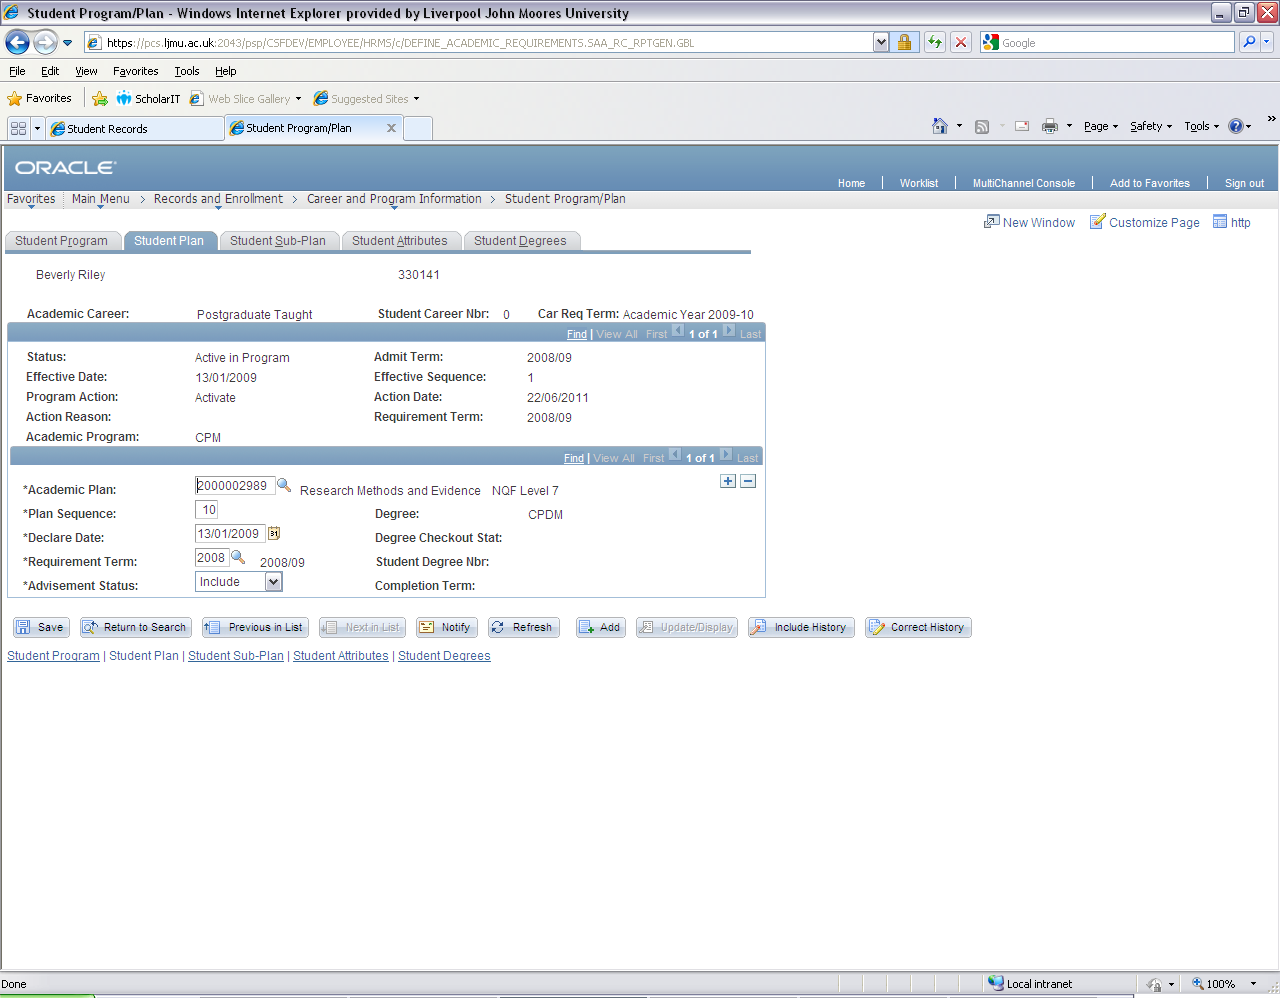 Student Program/Plan - Windows Internet Explorer provided by Liverpool John Moores University
https://pcs.ljmu.ac.uk:2043/psp/CSFDEV/EMPLOYEE/HRMS/c/DEFINE_ACADEMIC_REQUIREMENTS.SAA_RC_RPTGEN.GBL Google
File Edit View Favorites Tools Help
Favorites ScholarIT Web Slice Gallery Suggested Sites
Student Records Student Program/Plan Page Safety Tools
ORACLE
Home Worklist MultiChannel Console Add to Favorites Sign out
Favorites Main Menu > Records and Enrollment > Career and Program Information > Student Program/Plan
New Window Customize Page http
Student Program Student Plan Student Sub-Plan Student Attributes Student Degrees
Beverly Riley 330141
Academic Career: Postgraduate Taught Student Career Nbr: 0 Car Req Term: Academic Year 2009-10
Find | View All First 1 of 1 Last
Status: Active in Program Admit Term: 2008/09
Effective Date: 13/01/2009 Effective Sequence: 1
Program Action: Activate Action Date: 22/06/2011
Action Reason: Requirement Term: 2008/09
Academic Program: CPM
Find | View All First 1 of 1 Last
*Academic Plan: 2000002989 Research Methods and Evidence NQF Level 7
*Plan Sequence: 10 Degree: CPDM
*Declare Date: 13/01/2009 Degree Checkout Stat:
*Requirement Term: 2008 2008/09 Student Degree Nbr:
*Advisement Status: Include Completion Term:
Save Return to Search Previous in List Next in List Notify Refresh Add Update/Display Include History Correct History
Student Program | Student Plan | Student Sub-Plan | Student Attributes | Student Degrees
Done Local intranet 100%